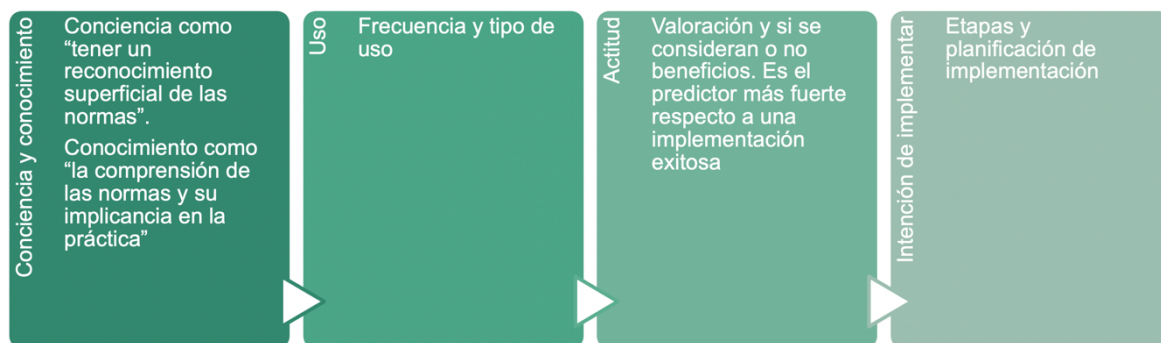 Conciencia y conocimiento
Conciencia como
“tener un
reconocimiento
superficial de las
normas”.
Conocimiento como
“la comprensión de
las normas y su
implicancia en la
práctica”
Uso
Frecuencia y tipo de
uso
Actitud
Valoración y si se
consideran o no
beneficios. Es el
predictor más fuerte
respecto a una
implementación
exitosa
Intención de implementar
Etapas y
planificación de
implementación